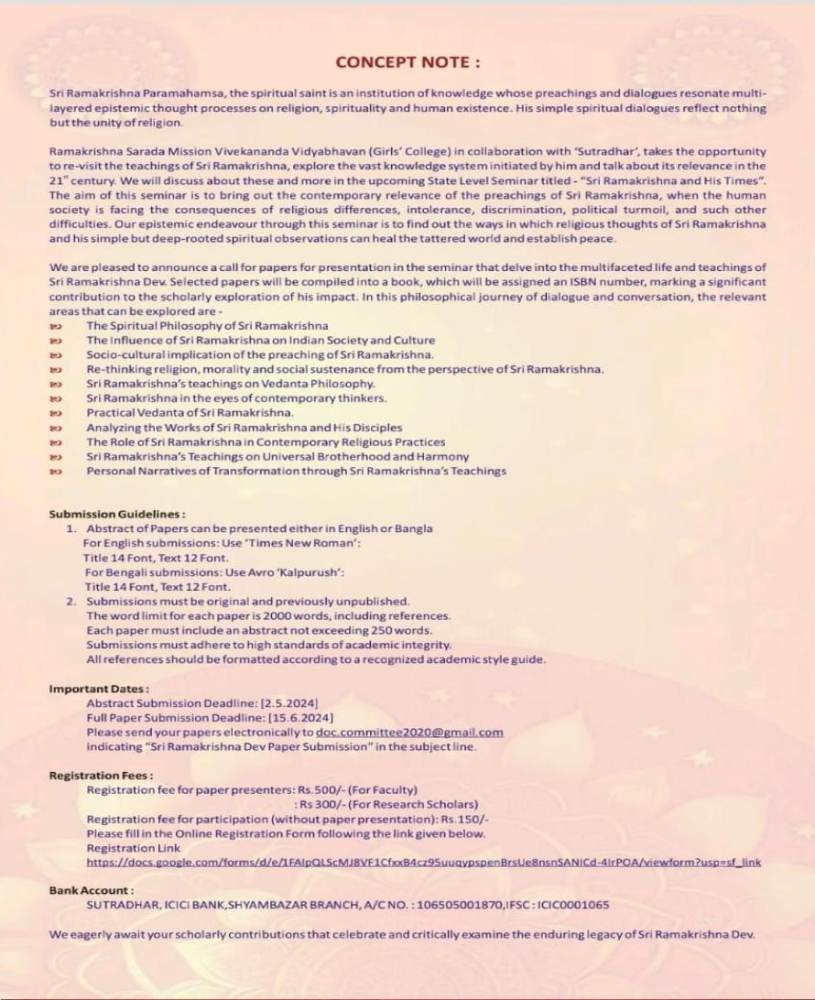 CONCEPT NOTE :
Sri Ramakrishna Paramahamsa, the spiritual saint is an institution of knowledge whose preachings and dialogues resonate multi-
layered epistemic thought processes on religion, spirituality and human existence. His simple spiritual dialogues reflect nothing
but the unity of religion.
Ramakrishna Sarada Mission Vivekananda Vidyabhavan (Girls' College) in collaboration with 'Sutradhar', takes the opportunity
to re-visit the teachings of Sri Ramakrishna, explore the vast knowledge system initiated by him and talk about its relevance in the
21st century. We will discuss about these and more in the upcoming State Level Seminar titled - "Sri Ramakrishna and His Times".
The aim of this seminar is to bring out the contemporary relevance of the preachings of Sri Ramakrishna, when the human
society is facing the consequences of religious differences, intolerance, discrimination, political turmoil, and such other
difficulties. Our epistemic endeavour through this seminar is to find out the ways in which religious thoughts of Sri Ramakrishna
and his simple but deep-rooted spiritual observations can heal the tattered world and establish peace.
We are pleased to announce a call for papers for presentation in the seminar that delve into the multifaceted life and teachings of
Sri Ramakrishna Dev. Selected papers will be compiled into a book, which will be assigned an ISBN number, marking a significant
contribution to the scholarly exploration of his impact. In this philosophical journey of dialogue and conversation, the relevant
areas that can be explored are -
The Spiritual Philosophy of Sri Ramakrishna
The Influence of Sri Ramakrishna on Indian Society and Culture
Socio-cultural implication of the preaching of Sri Ramakrishna.
Re-thinking religion, morality and social sustenance from the perspective of Sri Ramakrishna.
Sri Ramakrishna's teachings on Vedanta Philosophy.
Sri Ramakrishna in the eyes of contemporary thinkers.
Practical Vedanta of Sri Ramakrishna.
Analyzing the Works of Sri Ramakrishna and His Disciples
The Role of Sri Ramakrishna in Contemporary Religious Practices
Sri Ramakrishna's Teachings on Universal Brotherhood and Harmony
Personal Narratives of Transformation through Sri Ramakrishna's Teachings
Submission Guidelines :
1. Abstract of Papers can be presented either in English or Bangla
For English submissions: Use 'Times New Roman':
Title 14 Font, Text 12 Font.
For Bengali submissions: Use Avro 'Kalpurush':
Title 14 Font, Text 12 Font.
2. Submissions must be original and previously unpublished.
The word limit for each paper is 2000 words, including references.
Each paper must include an abstract not exceeding 250 words.
Submissions must adhere to high standards of academic integrity.
All references should be formatted according to a recognized academic style guide.
Important Dates :
Abstract Submission Deadline: [2.5.2024]
Full Paper Submission Deadline: [15.6.2024]
Please send your papers electronically to doc.committee2020@gmail.com
indicating "Sri Ramakrishna Dev Paper Submission" in the subject line.
Registration Fees :
Registration fee for paper presenters: Rs.500/- (For Faculty)
: Rs 300/- (For Research Scholars)
Registration fee for participation (without paper presentation): Rs.150/-
Please fill in the Online Registration Form following the link given below.
Registration Link
https://docs.google.com/forms/d/e/1FAIpQLScMJ8VF1CfxxB4cz95uuqypspenBrsUe8nsnSANICd-4IrPOA/viewform?usp=sf_link
Bank Account :
SUTRADHAR, ICICI BANK,SHYAMBAZAR BRANCH, A/C NO. : 106505001870,IFSC : ICIC0001065
We eagerly await your scholarly contributions that celebrate and critically examine the enduring legacy of Sri Ramakrishna Dev.